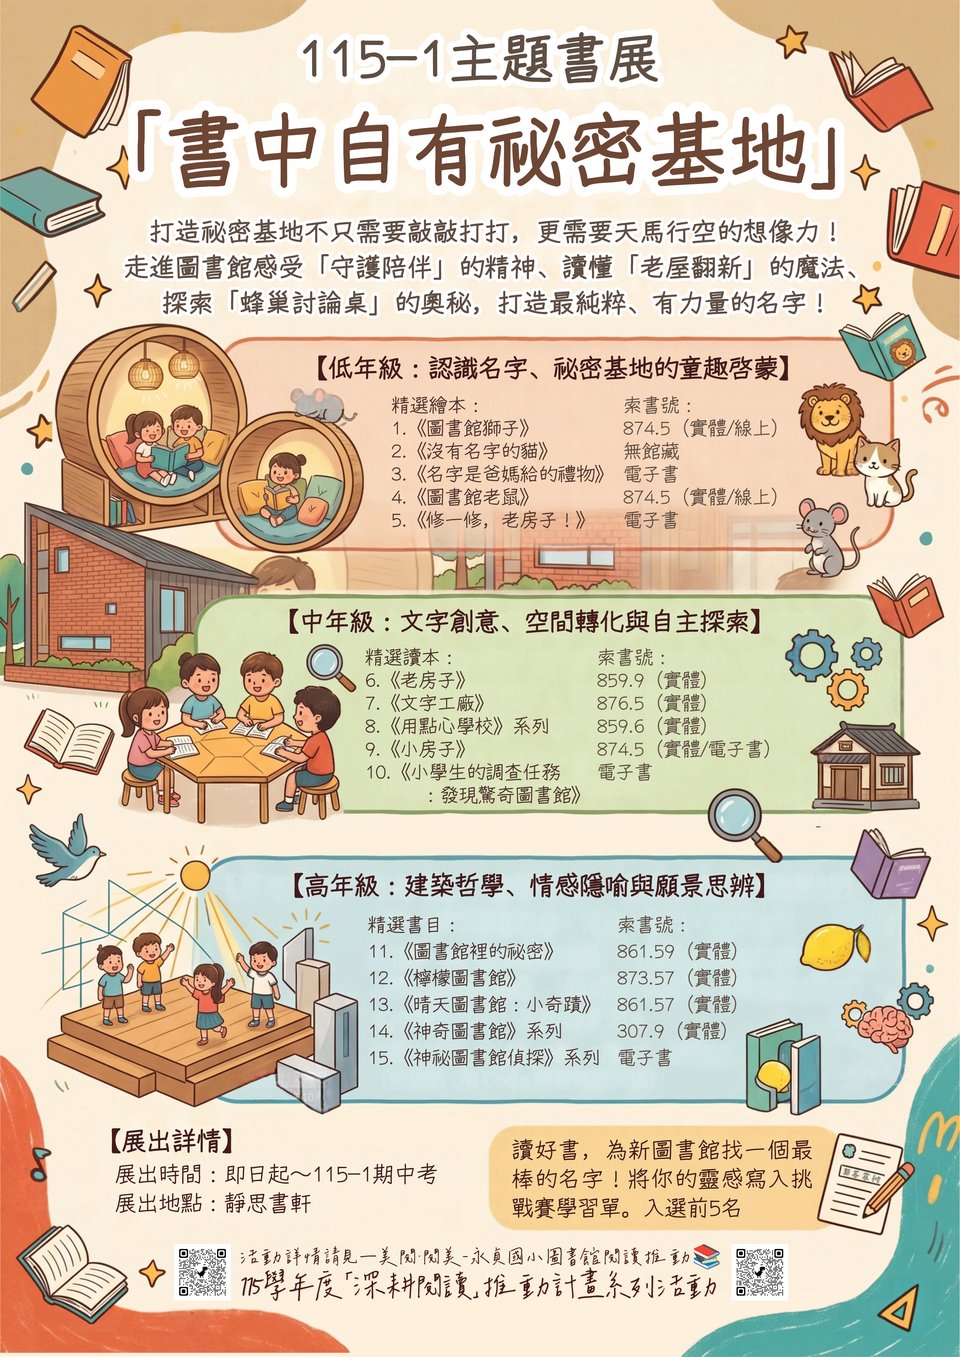 115-1主題書展
「書中自有祕密基地」
打造祕密基地不只需要敲敲打打，更需要天馬行空的想像力！
走進圖書館感受「守護陪伴」的精神、讀懂「老屋翻新」的魔法、
探索「蜂巢討論桌」的奧秘，打造最純粹、有力量的名字！
【低年級：認識名字、祕密基地的童趣啓蒙】
精選繪本： 索書號：
1.《圖書館獅子》 874.5（實體/線上）
2.《沒有名字的貓》 無館藏
3.《名字是爸媽給的禮物》 電子書
4.《圖書館老鼠》 874.5（實體/線上）
5.《修一修，老房子！》 電子書
【中年級：文字創意、空間轉化與自主探索】
精選讀本： 索書號：
6.《老房子》 859.9（實體）
7.《文字工廠》 876.5（實體）
8.《用點心學校》系列 859.6（實體）
9.《小房子》 874.5（實體/電子書）
10.《小學生的調查任務 電子書
：發現驚奇圖書館》
【高年級：建築哲學、情感隱喻與願景思辨】
精選書目： 索書號：
11.《圖書館裡的祕密》 861.59（實體）
12.《檸檬圖書館》 873.57（實體）
13.《晴天圖書館：小奇蹟》 861.57（實體）
14.《神奇圖書館》系列 307.9（實體）
15.《神祕圖書館偵探》系列 電子書
【展出詳情】
展出時間：即日起～115-1期中考
展出地點：靜思書軒
讀好書，為新圖書館找一個最
棒的名字！將你的靈感寫入挑
戰賽學習單。入選前5名
活動詳情請見—美閱·閱美-永貞國小圖書館閱讀推動
115學年度「深耕閱讀」推動計畫系列活動